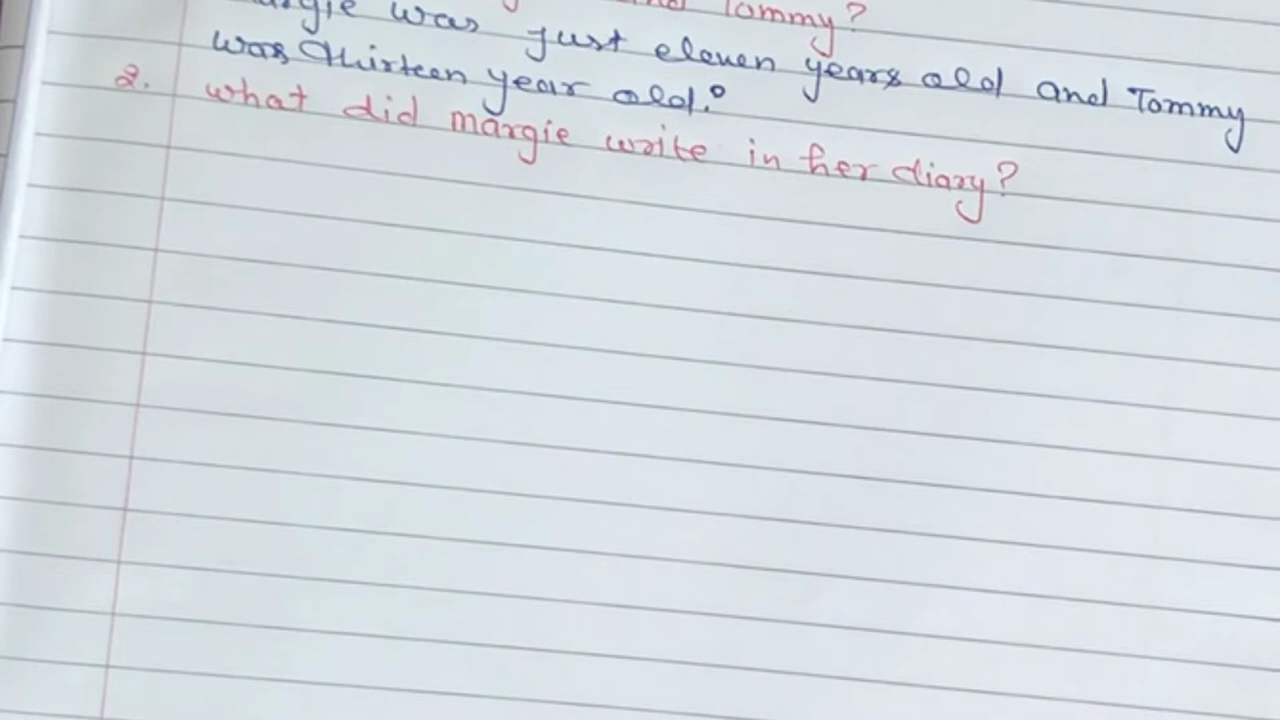 Tommy?
was just eleven years old and Tommy
was thirteen year old.
2. what did margie write in her diary?